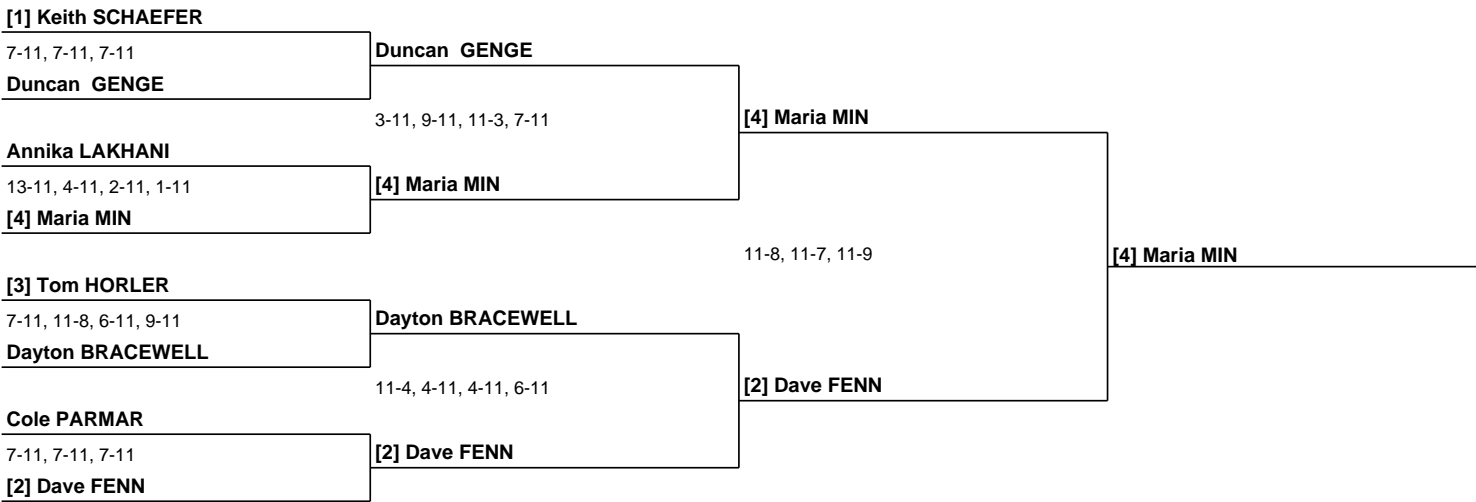 [1] Keith SCHAEFER
7-11, 7-11, 7-11
Duncan  GENGE
Duncan  GENGE
3-11, 9-11, 11-3, 7-11
[4] Maria MIN
Annika LAKHANI
13-11, 4-11, 2-11, 1-11
[4] Maria MIN
[4] Maria MIN
11-8, 11-7, 11-9
[4] Maria MIN
[3] Tom HORLER
7-11, 11-8, 6-11, 9-11
Dayton BRACEWELL
Dayton BRACEWELL
11-4, 4-11, 4-11, 6-11
[2] Dave FENN
Cole PARMAR
7-11, 7-11, 7-11
[2] Dave FENN
[2] Dave FENN